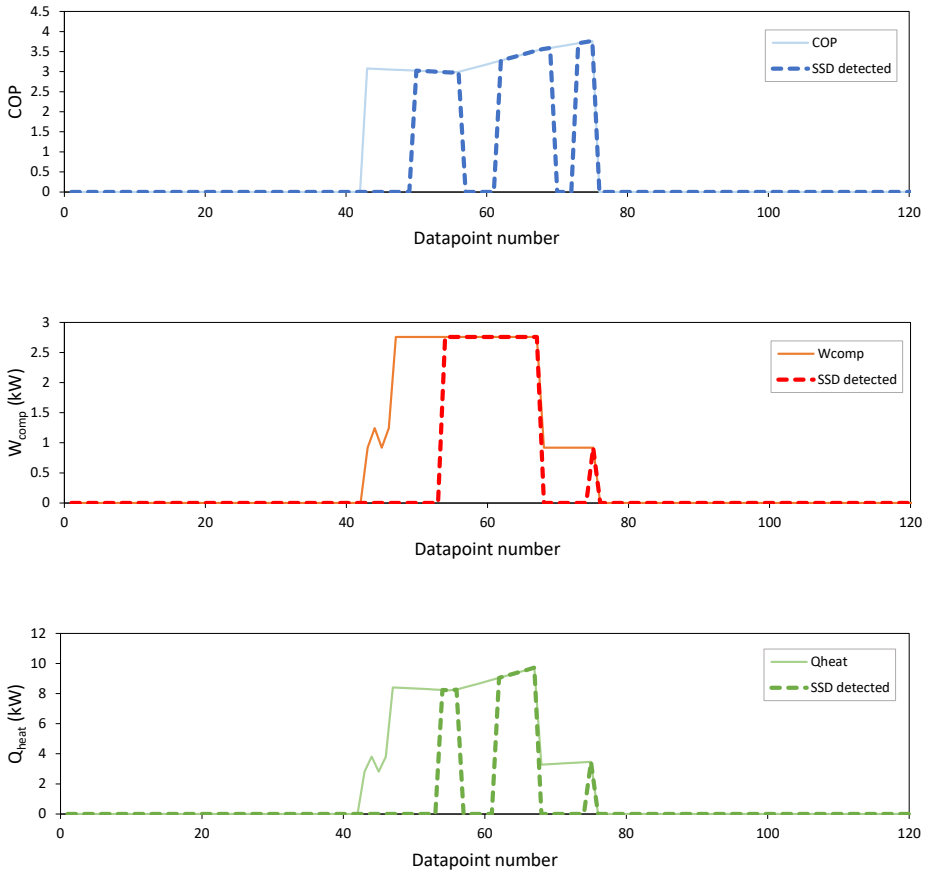 4.5
4
3.5
3
2.5
2
1.5
1
0.5
0
COP
COP
SSD detected
0 20 40 60 80 100 120
Datapoint number
3
2.5
2
1.5
1
0.5
0
Wcomp (kW)
Wcomp
SSD detected
0 20 40 60 80 100 120
Datapoint number
12
10
8
6
4
2
0
Qheat (kW)
Qheat
SSD detected
0 20 40 60 80 100 120
Datapoint number